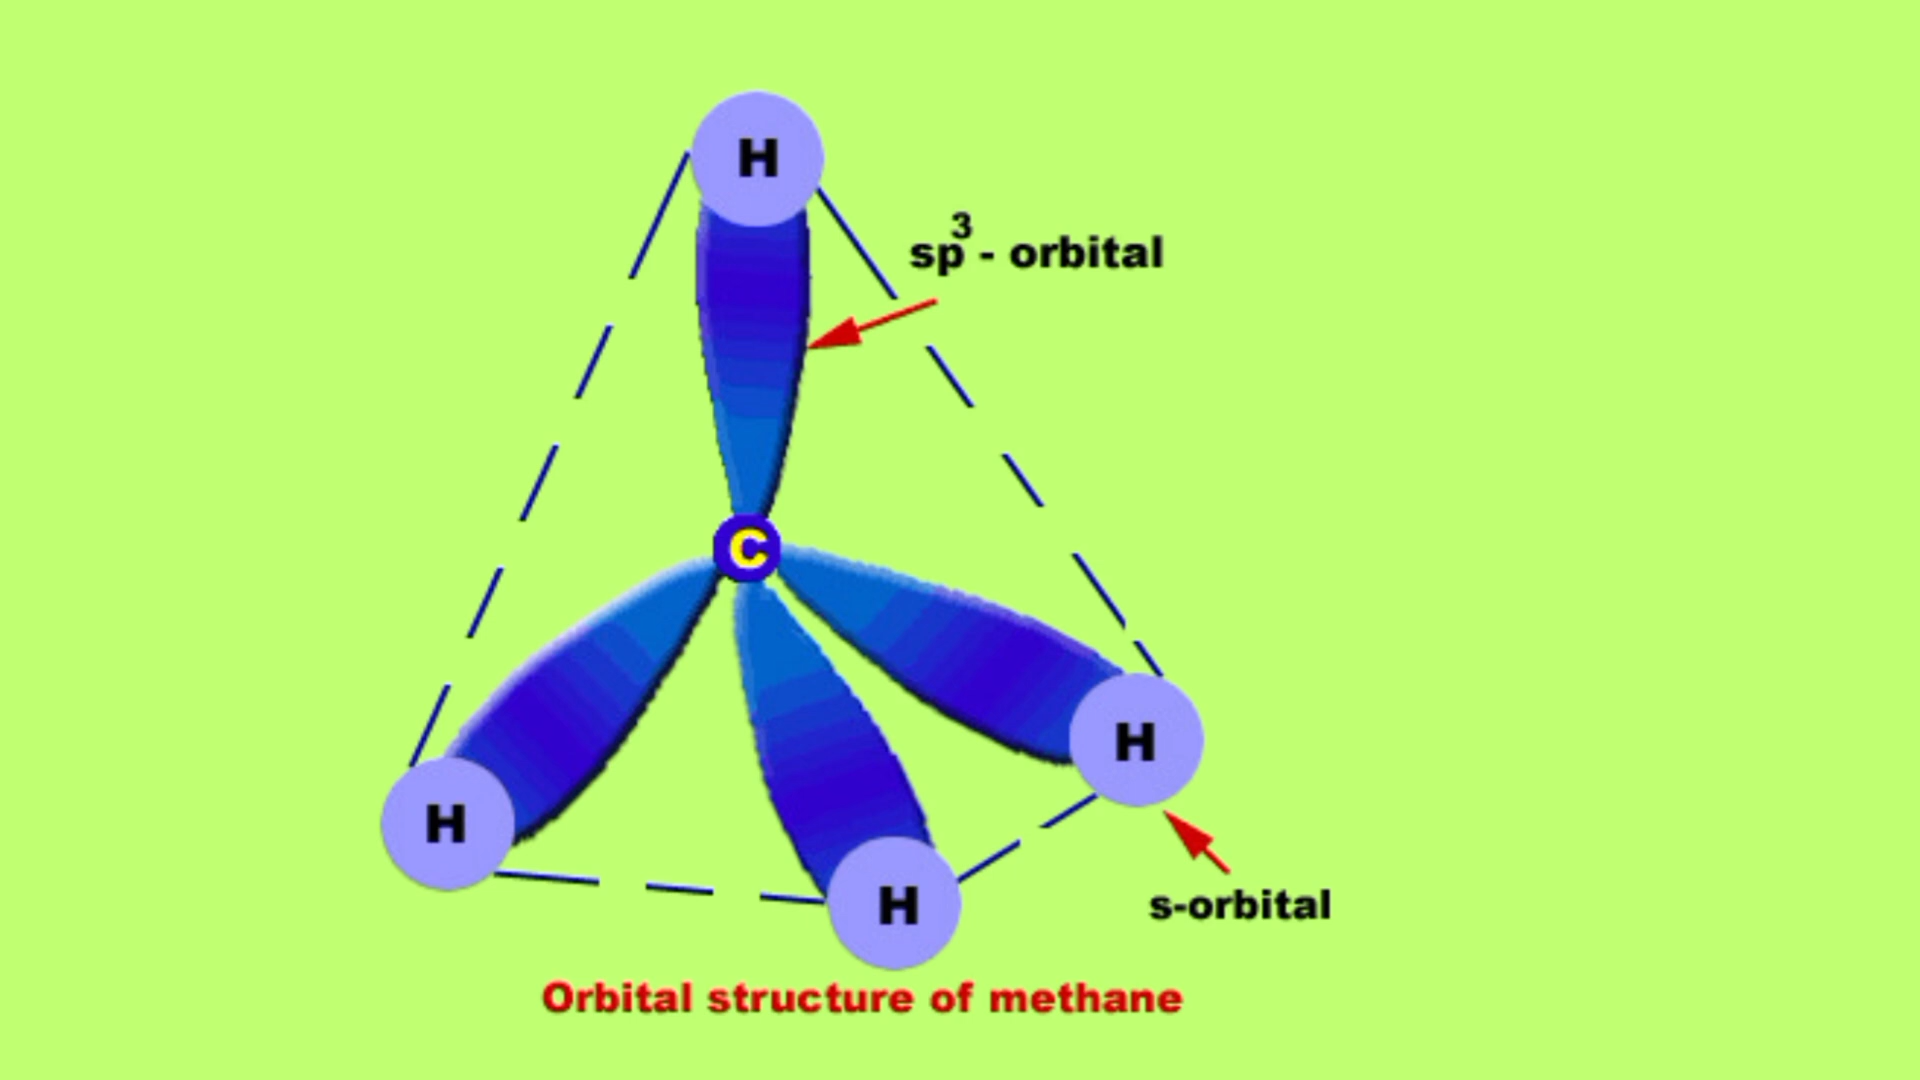 H
sp³ - orbital
C
H
H
H
s-orbital
Orbital structure of methane